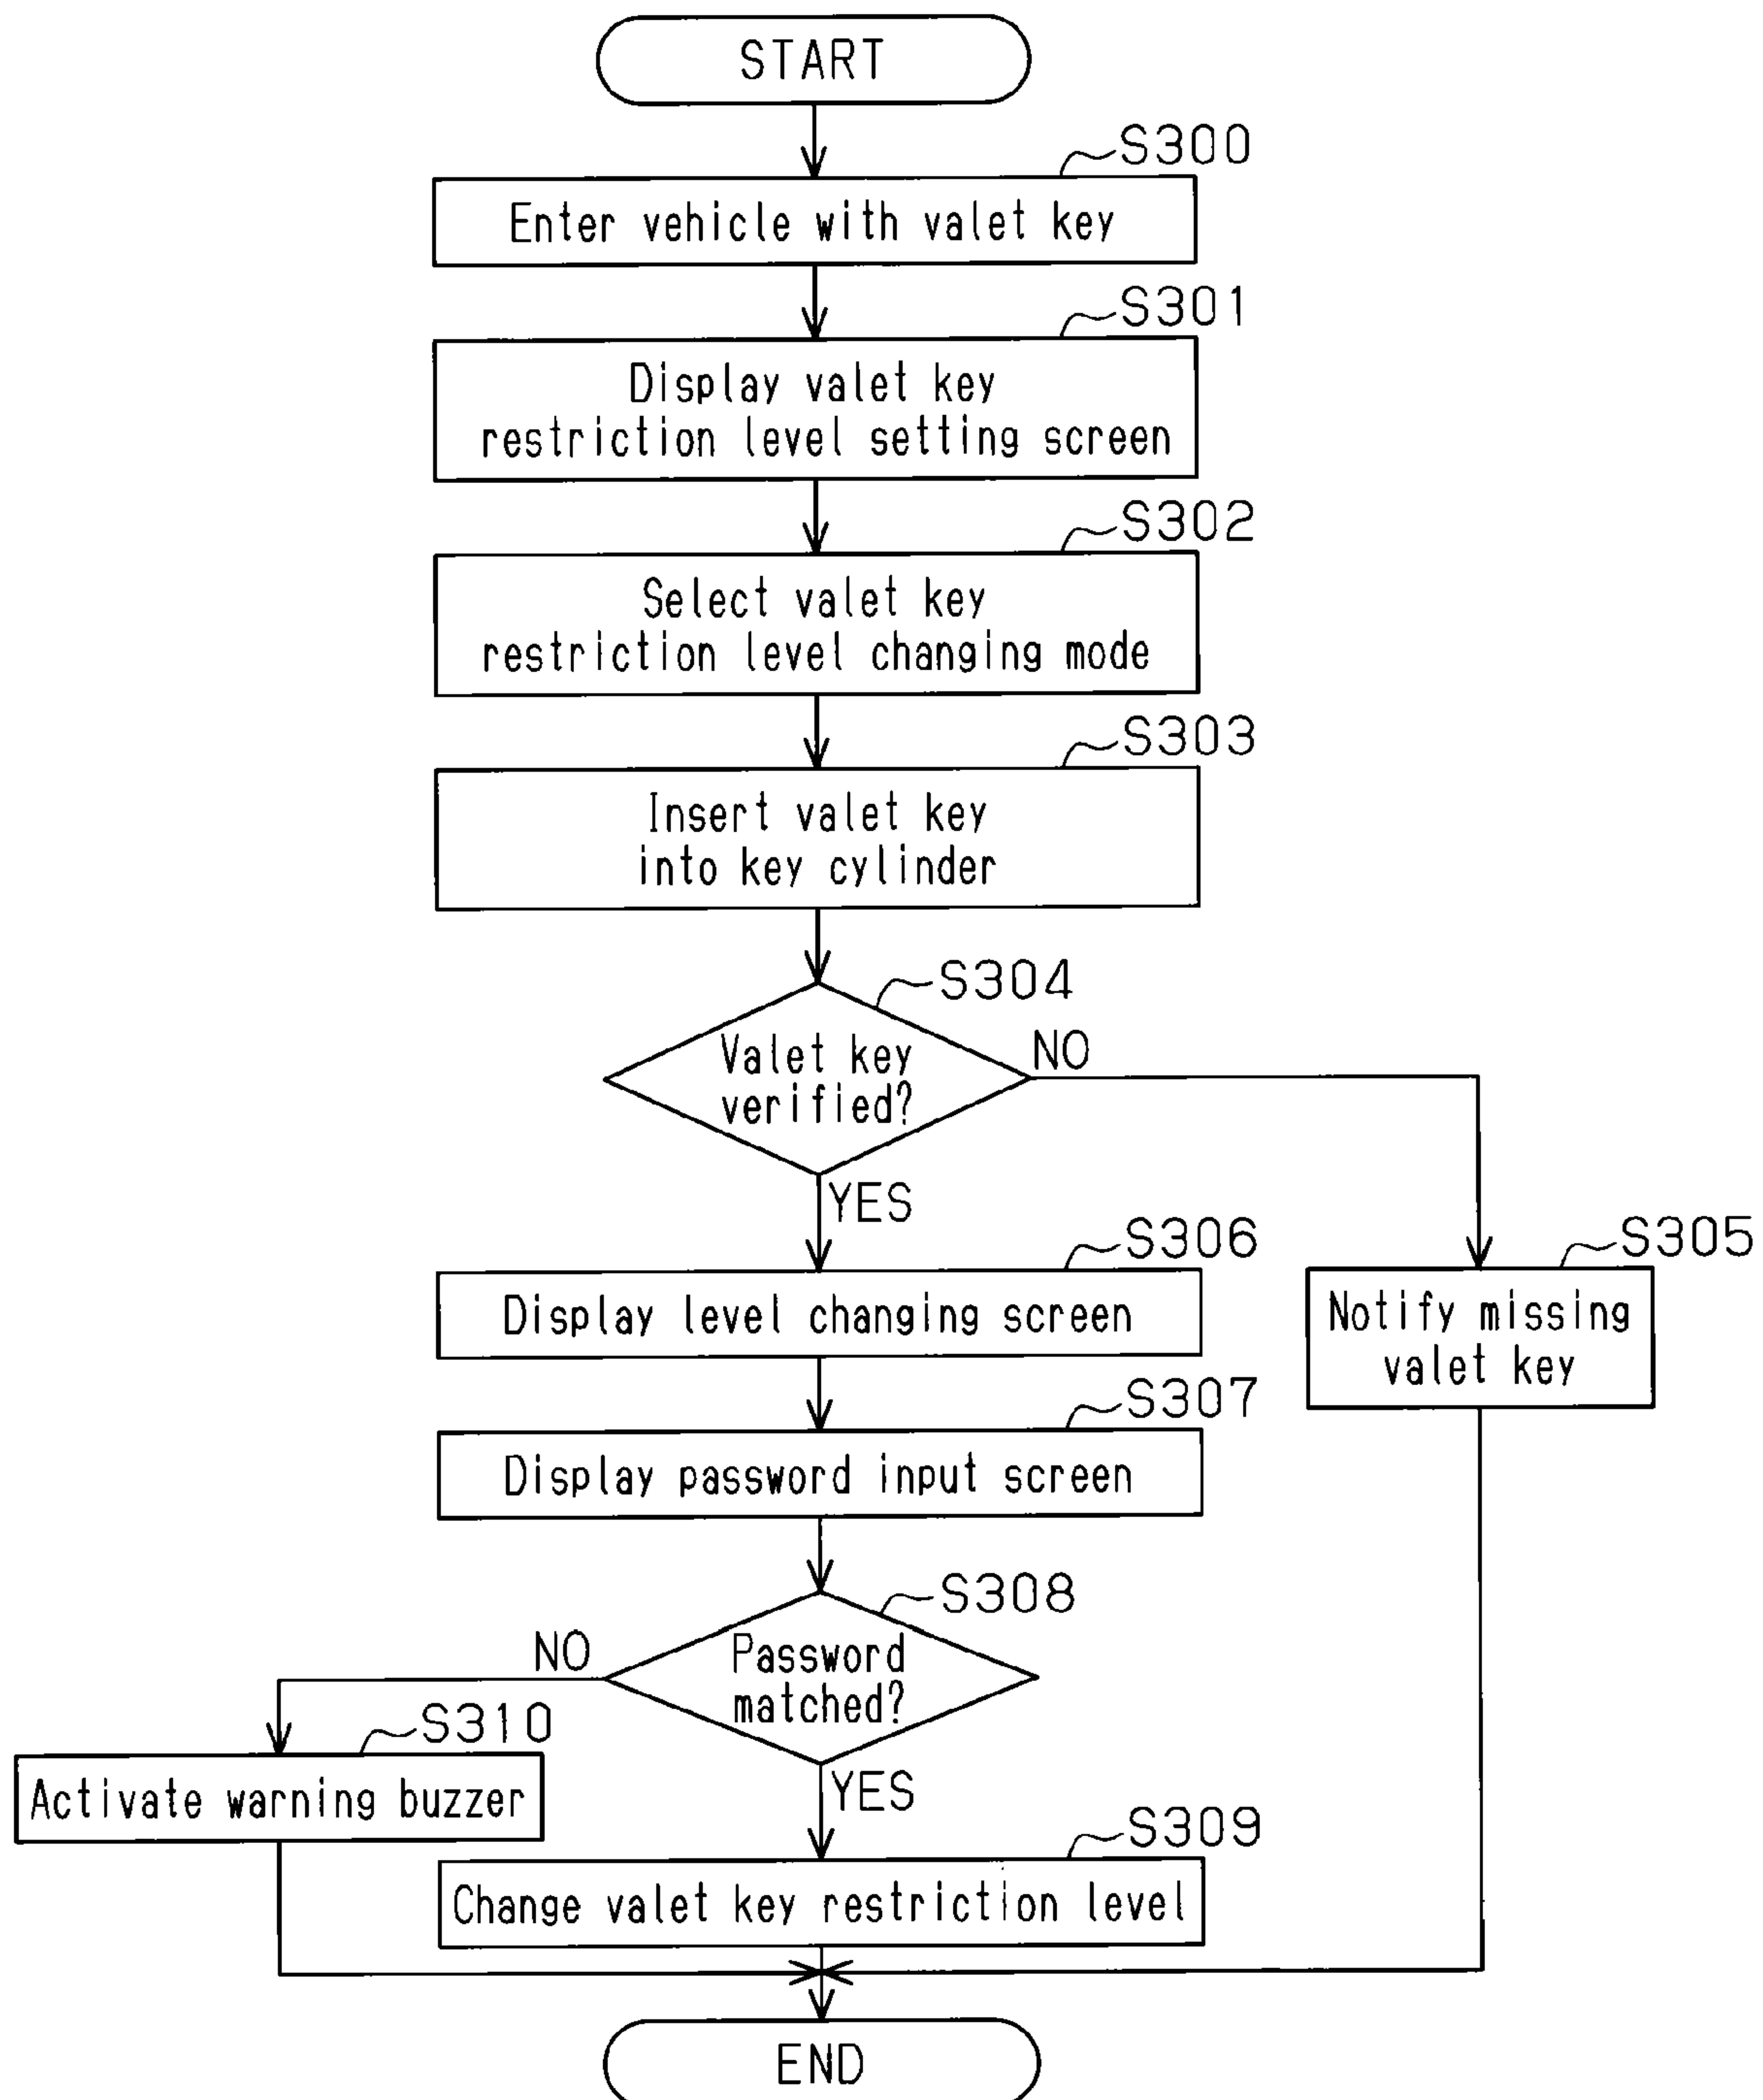 START
S300
Enter vehicle with valet key
S301
Display valet key
restriction level setting screen
S302
Select valet key
restriction level changing mode
S303
Insert valet key
into key cylinder
S304
Valet key
verified?
NO
YES
S306
Display level changing screen
S305
Notify missing
valet key
S307
Display password input screen
S308
Password
matched?
NO
YES
S310
Activate warning buzzer
S309
Change valet key restriction level
END